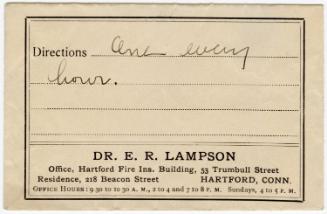 Directions One every
hour.
DR. E. R. LAMPSON
Office, Hartford Fire Ins. Building, 53 Trumbull Street
Residence, 218 Beacon Street HARTFORD, CONN.
OFFICE HOURS: 9.30 to 10.30 A. M., 2 to 4 and 7 to 8 P. M. Sundays, 4 to 5 P. M.